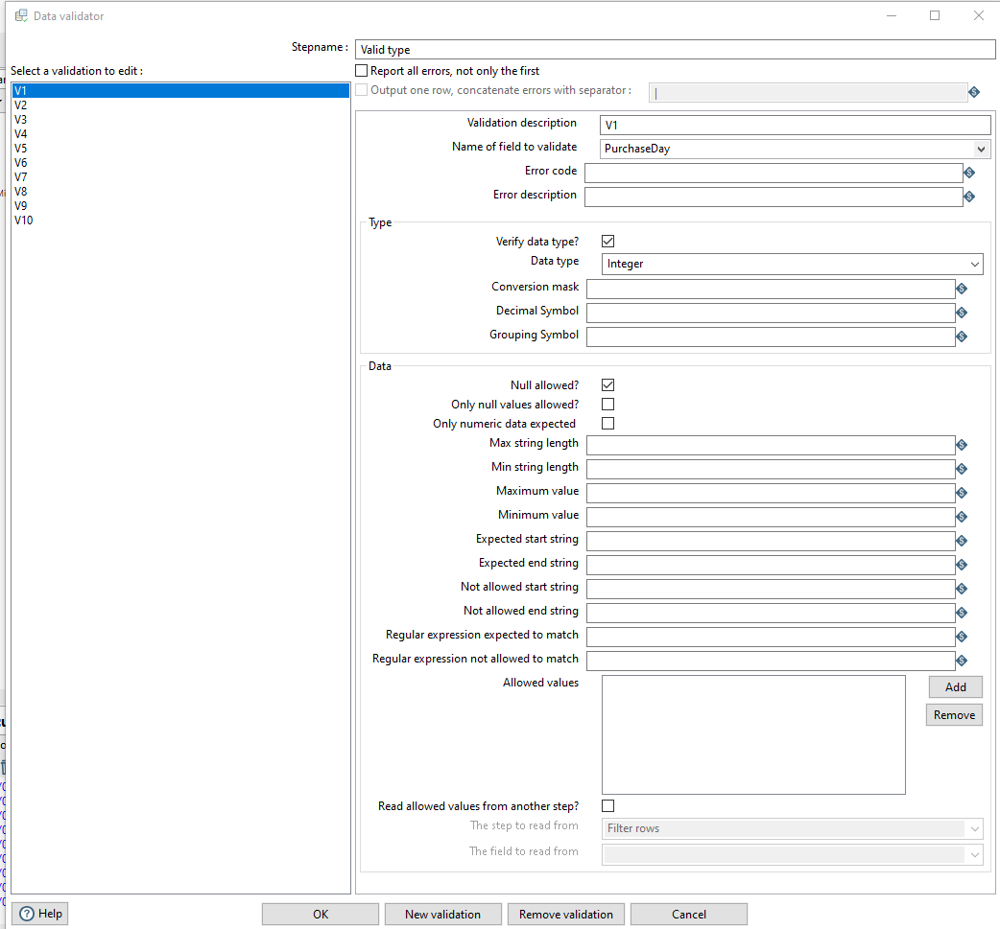 Data validator
Stepname :
Valid type
Select a validation to edit :
Report all errors, not only the first
Output one row, concatenate errors with separator :
|
V1
V2
V3
V4
V5
V6
V7
V8
V9
V10
Validation description
V1
Name of field to validate
PurchaseDay
Error code
Error description
Type
Verify data type?
Data type
Integer
Conversion mask
Decimal Symbol
Grouping Symbol
Data
Null allowed?
Only null values allowed?
Only numeric data expected
Max string length
Min string length
Maximum value
Minimum value
Expected start string
Expected end string
Not allowed start string
Not allowed end string
Regular expression expected to match
Regular expression not allowed to match
Allowed values
Add
Remove
Read allowed values from another step?
The step to read from
Filter rows
The field to read from
Help
OK
New validation
Remove validation
Cancel